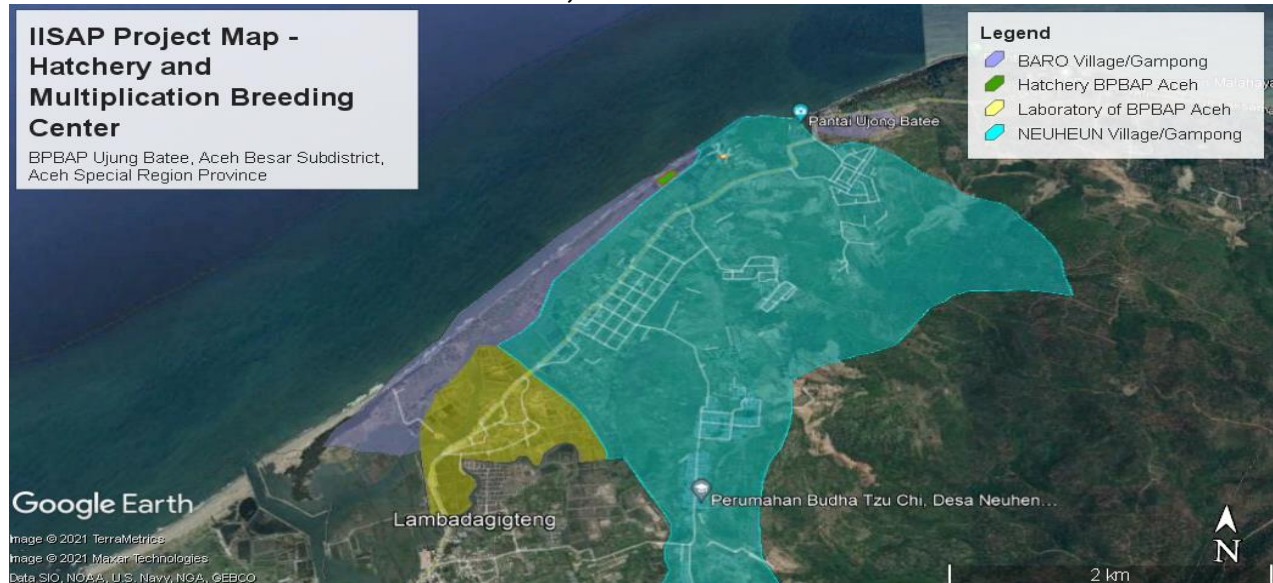 IISAP Project Map -
Hatchery and
Multiplication Breeding
Center
BPBAP Ujung Batee, Aceh Besar Subdistrict,
Aceh Special Region Province
Legend
BARO Village/Gampong
Hatchery BPBAP Aceh
Laboratory of BPBAP Aceh
NEUHEUN Village/Gampong
Pantai Ujong Batee
Perumahan Budha Tzu Chi, Desa Neuhen...
Lambadagigteng
Google Earth
Image © 2021 TerraMetrics
Image © 2021 Maxar Technologies
Data SIO, NOAA, U.S. Navy, NGA, GEBCO
N
2 km